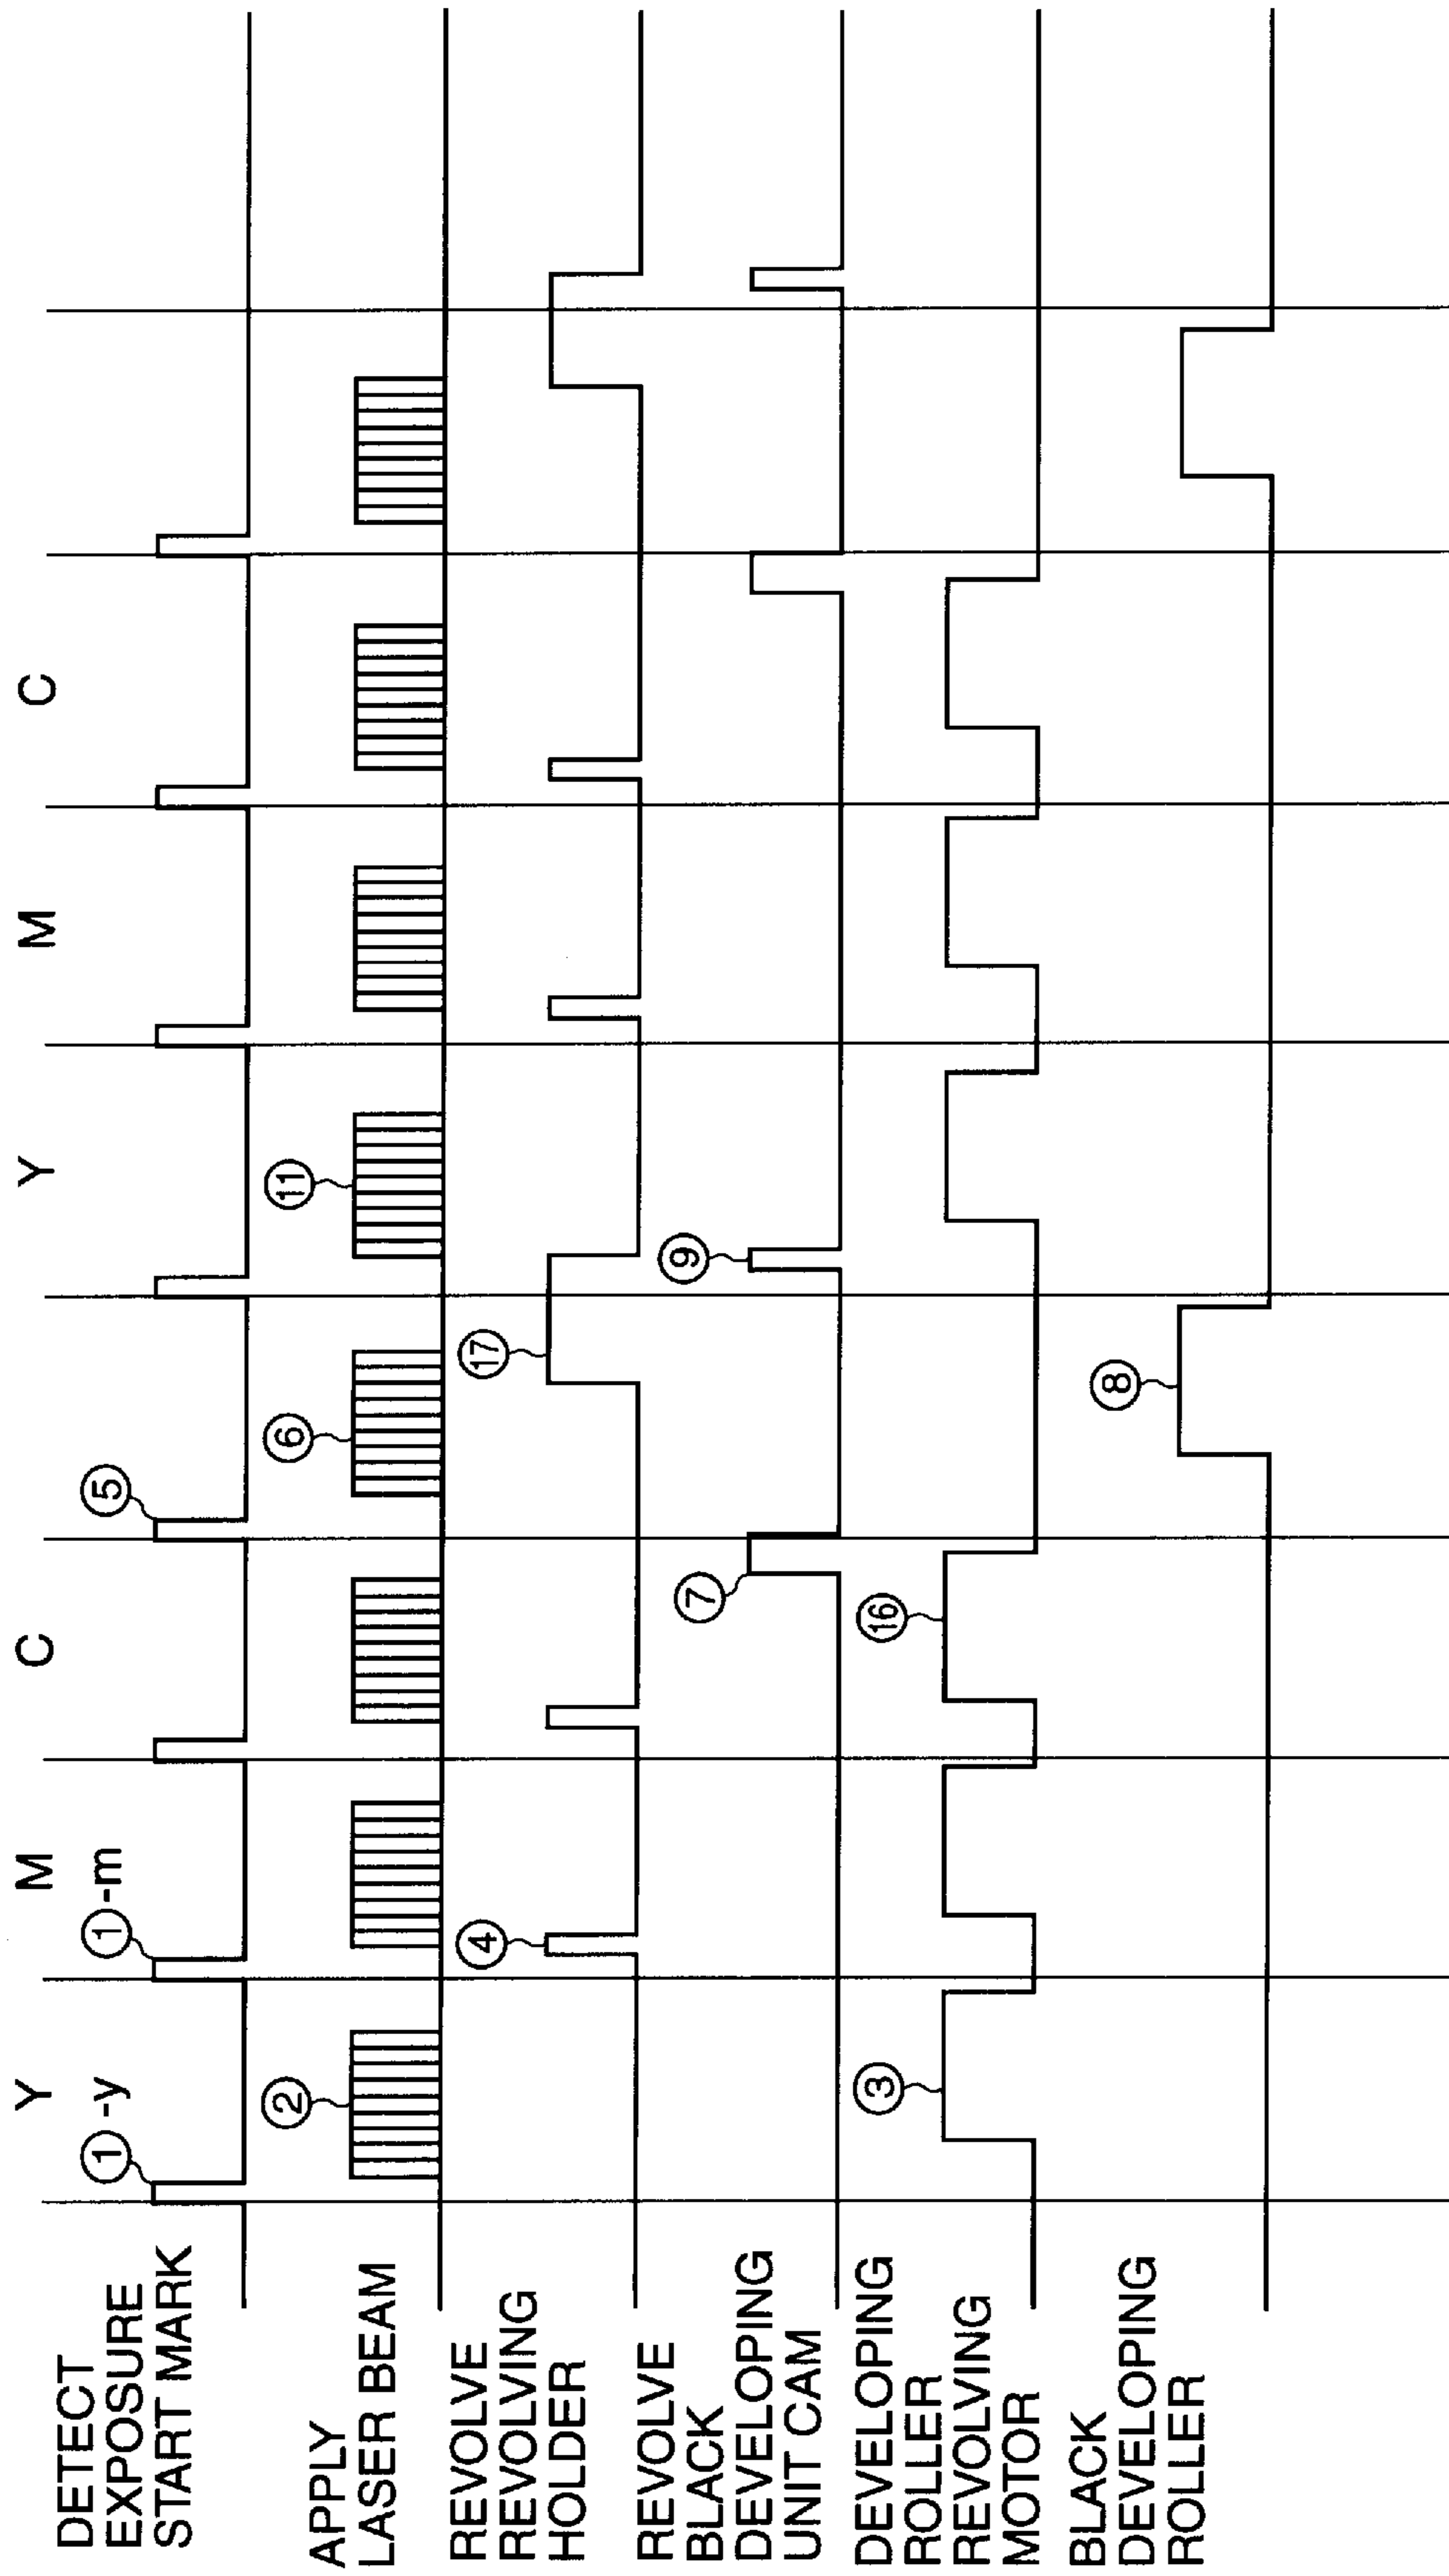 Y M C Y M C
DETECT
EXPOSURE
START MARK
①-y ①-m ⑤
APPLY
LASER BEAM
② ⑥ ⑪
REVOLVE
REVOLVING
HOLDER
④ ⑰
REVOLVE
BLACK
DEVELOPING
UNIT CAM
⑦ ⑨
DEVELOPING
ROLLER
REVOLVING
MOTOR
③ ⑯
BLACK
DEVELOPING
ROLLER
⑧